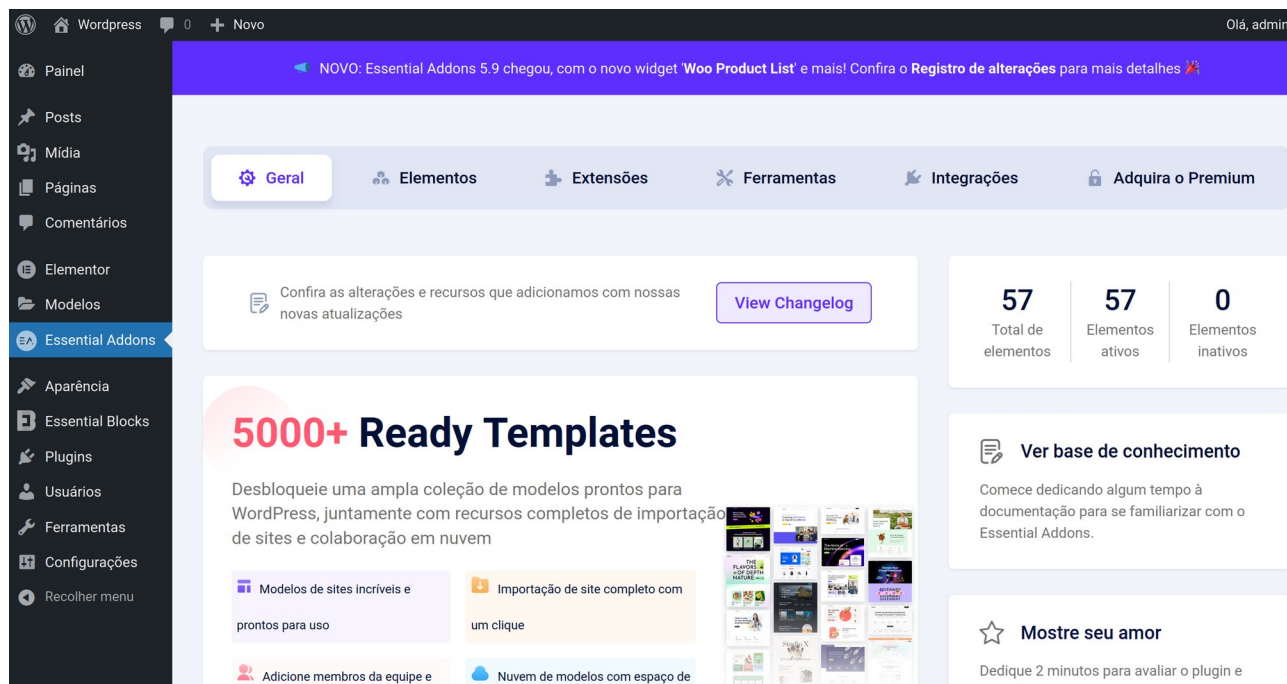 Wordpress 0 Novo Olá, admin
Painel
Posts
Mídia
Páginas
Comentários
Elementor
Modelos
Essential Addons
Aparência
Essential Blocks
Plugins
Usuários
Ferramentas
Configurações
Recolher menu
NOVO: Essential Addons 5.9 chegou, com o novo widget 'Woo Product List' e mais! Confira o Registro de alterações para mais detalhes
Geral Elementos Extensões Ferramentas Integrações Adquira o Premium
Confira as alterações e recursos que adicionamos com nossas
novas atualizações
View Changelog
57 57 0
Total de Elementos Elementos
elementos ativos inativos
5000+ Ready Templates
Desbloqueie uma ampla coleção de modelos prontos para
WordPress, juntamente com recursos completos de importação
de sites e colaboração em nuvem
Modelos de sites incríveis e
prontos para uso
Importação de site completo com
um clique
Adicione membros da equipe e
Nuvem de modelos com espaço de
THE
FLAVORS
OF DEPTH
NATURE
Studio X
Ver base de conhecimento
Comece dedicando algum tempo à
documentação para se familiarizar com o
Essential Addons.
Mostre seu amor
Dedique 2 minutos para avaliar o plugin e